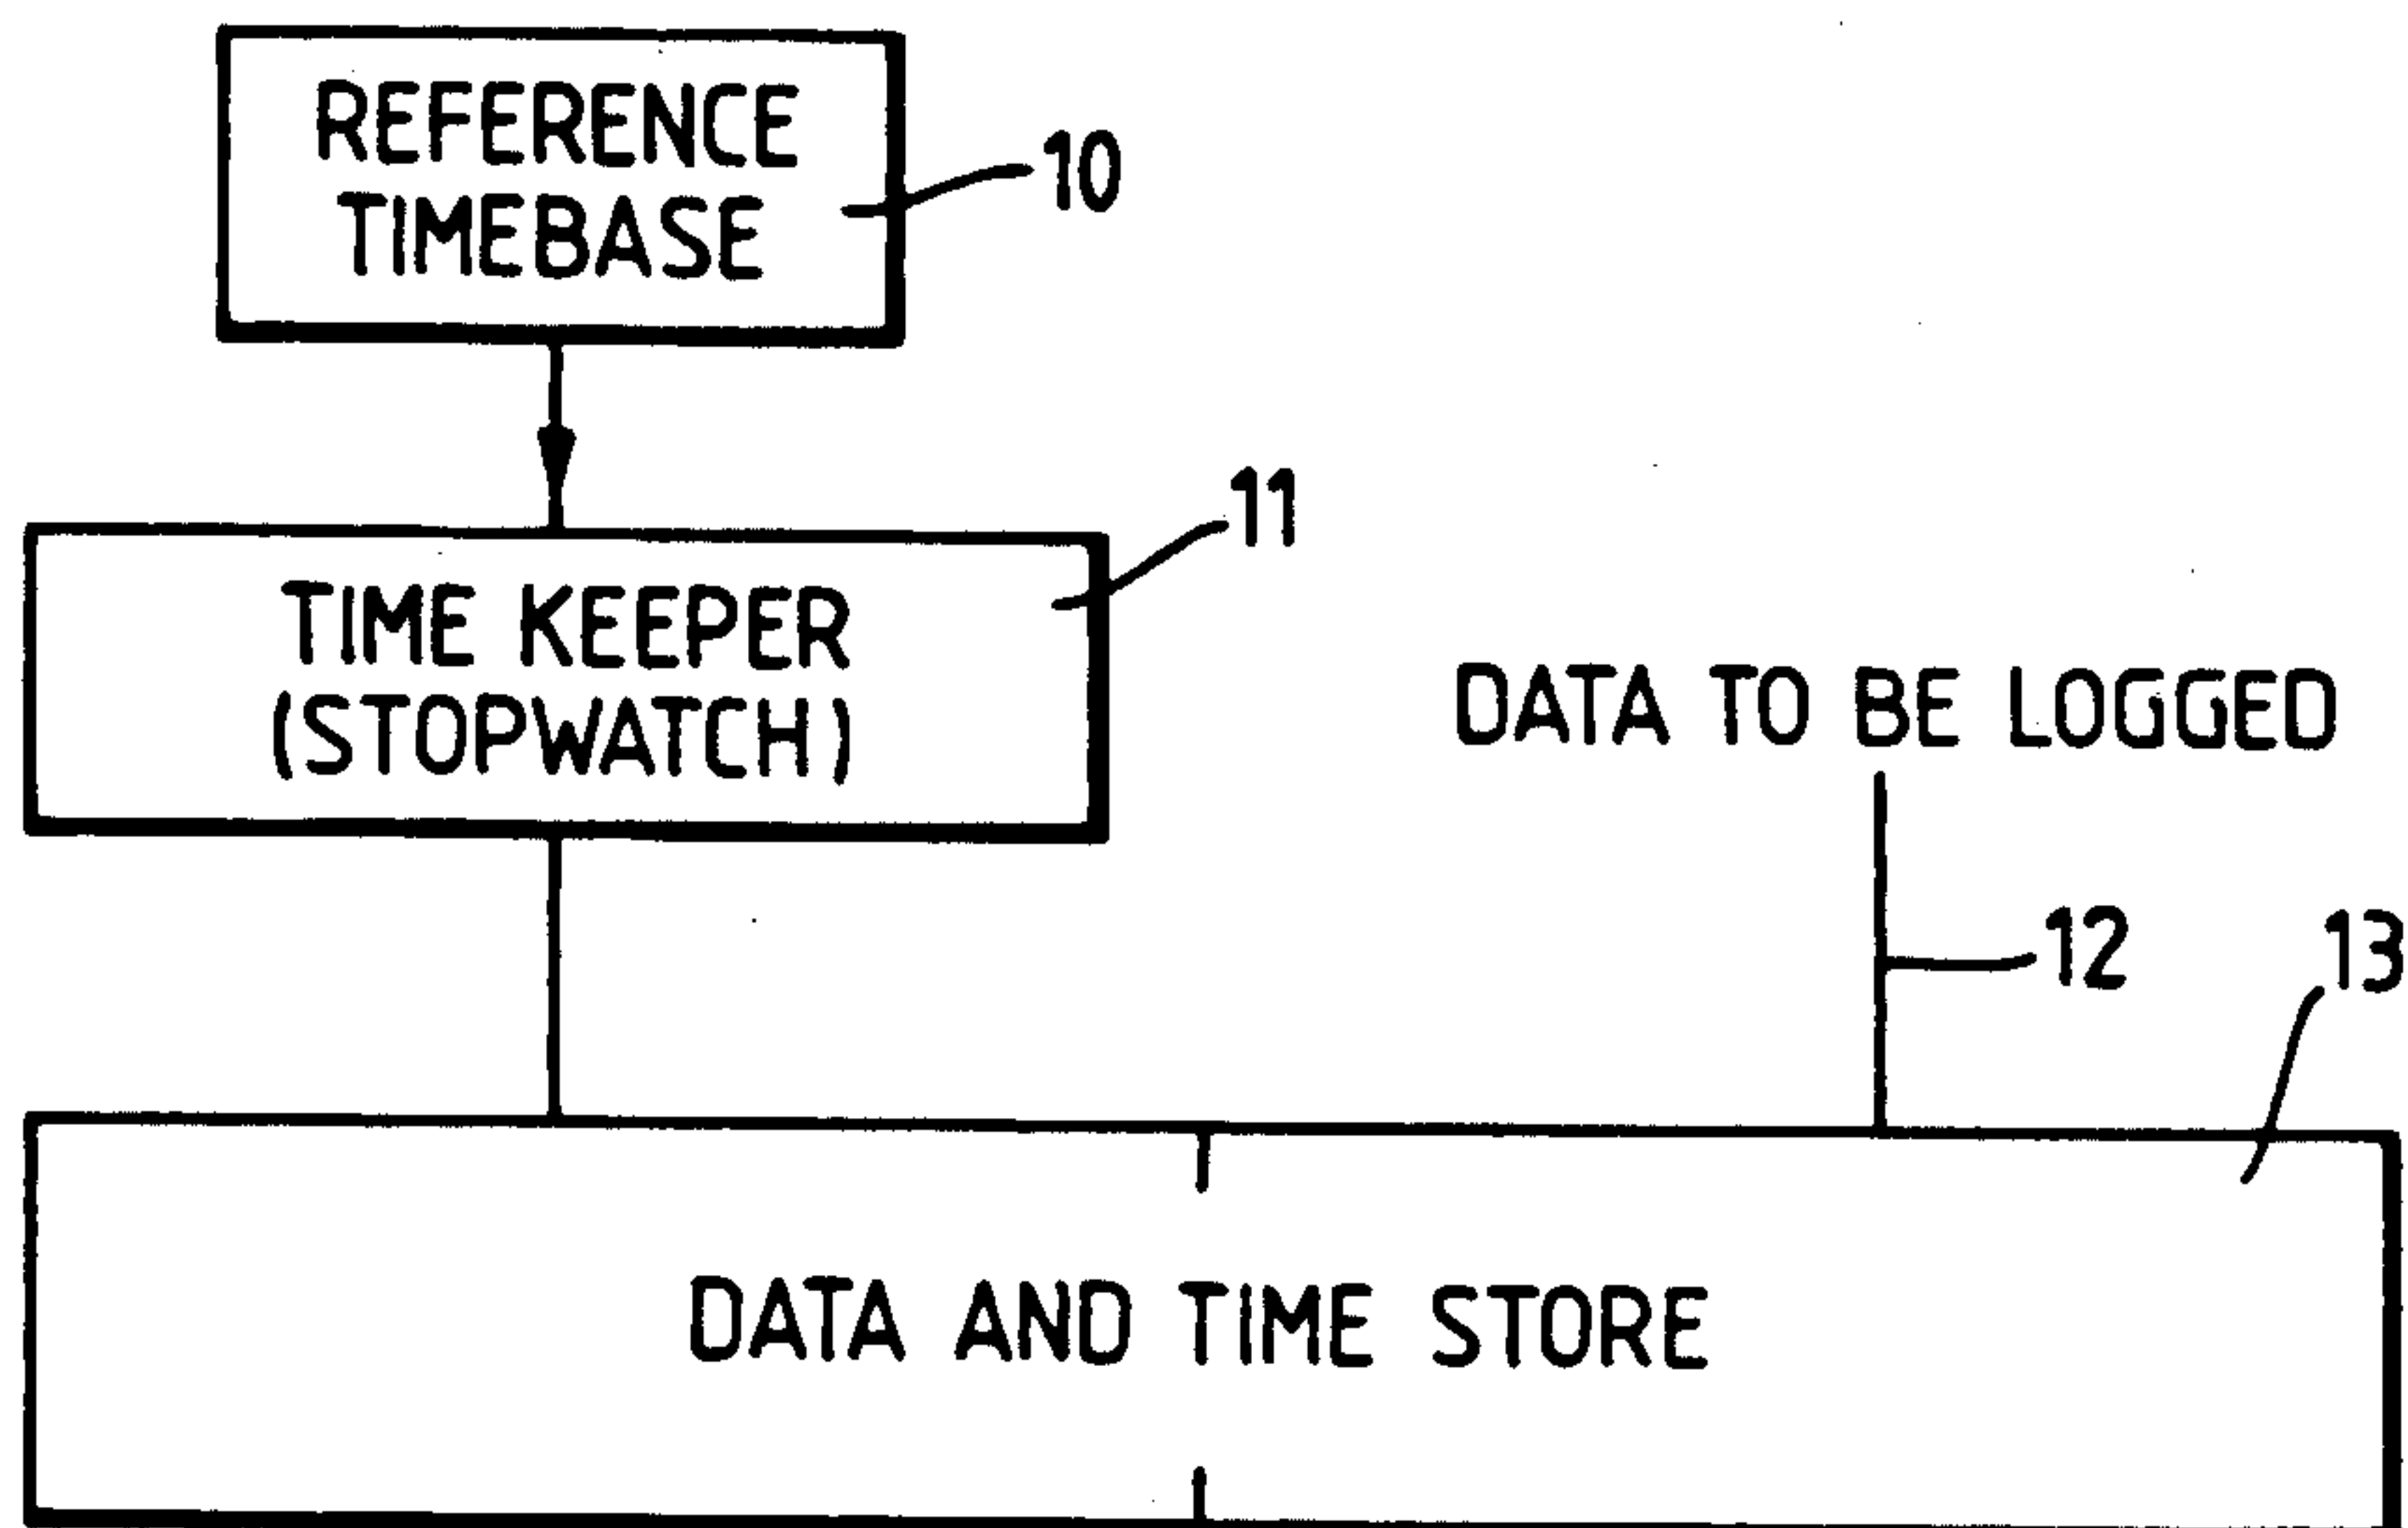 REFERENCE
TIMEBASE
10
TIME KEEPER
(STOPWATCH)
11
DATA TO BE LOGGED
12
13
DATA AND TIME STORE